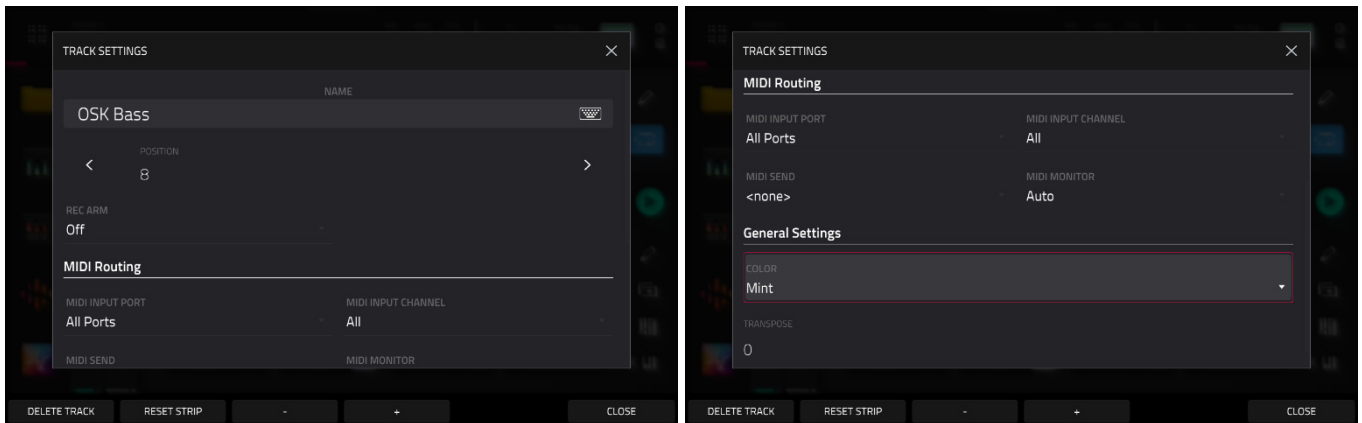 TRACK SETTINGS
NAME
OSK Bass
POSITION
8
REC ARM
Off
MIDI Routing
MIDI INPUT PORT
MIDI INPUT CHANNEL
All Ports
All
MIDI SEND
MIDI MONITOR
DELETE TRACK
RESET STRIP
-
+
CLOSE
TRACK SETTINGS
MIDI Routing
MIDI INPUT PORT
MIDI INPUT CHANNEL
All Ports
All
MIDI SEND
MIDI MONITOR
<none>
Auto
General Settings
COLOR
Mint
TRANSPOSE
0
DELETE TRACK
RESET STRIP
-
+
CLOSE